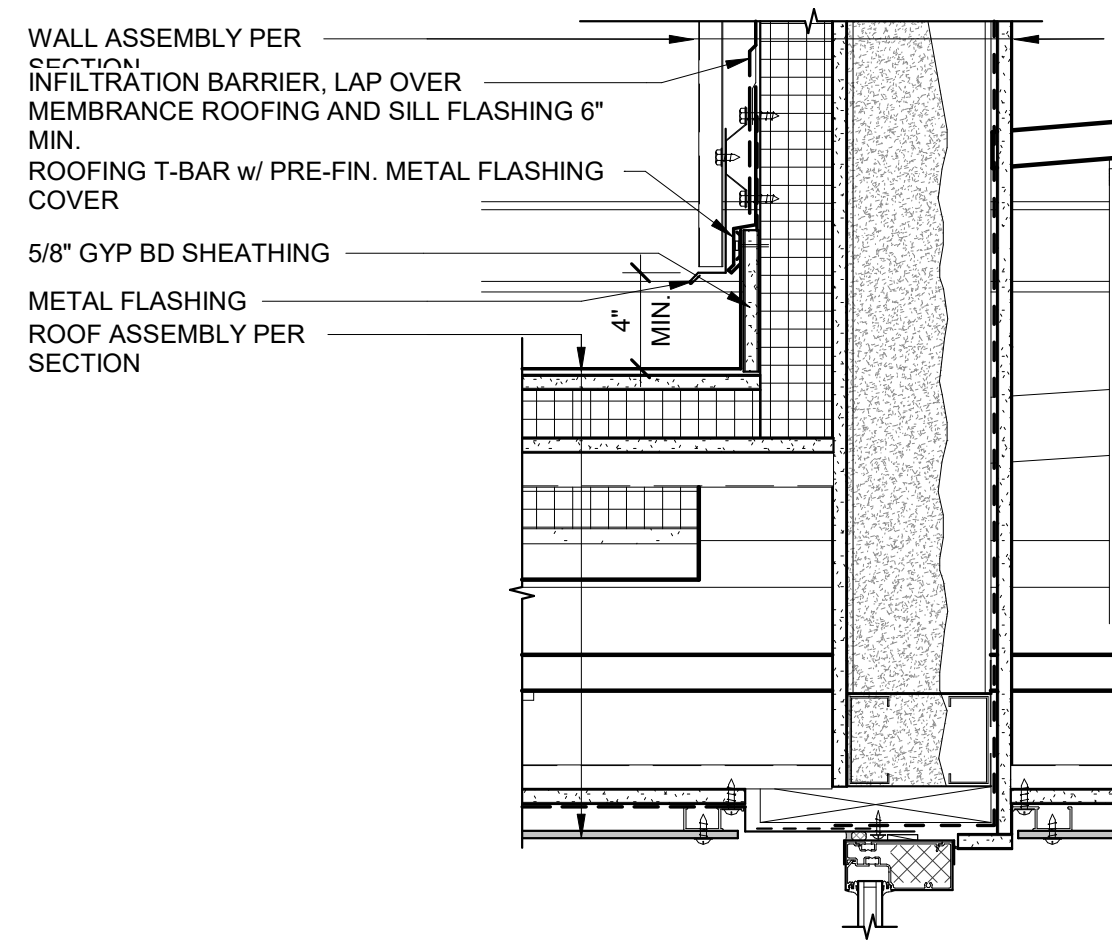 WALL ASSEMBLY PER
SECTION
INFILTRATION BARRIER, LAP OVER
MEMBRANCE ROOFING AND SILL FLASHING 6"
MIN.
ROOFING T-BAR w/ PRE-FIN. METAL FLASHING
COVER
5/8" GYP BD SHEATHING
METAL FLASHING
ROOF ASSEMBLY PER
SECTION
4"
MIN.